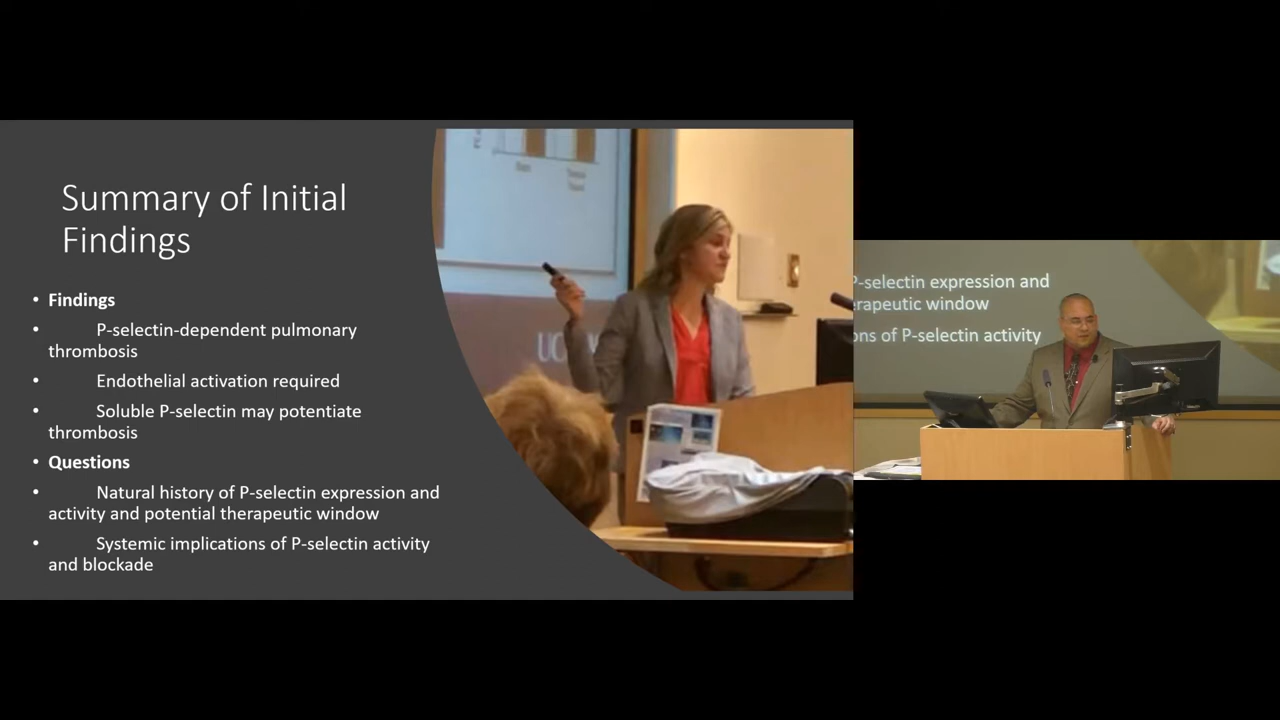 Summary of Initial
Findings
• Findings
• P-selectin-dependent pulmonary
thrombosis
• Endothelial activation required
• Soluble P-selectin may potentiate
thrombosis
• Questions
• Natural history of P-selectin expression and
activity and potential therapeutic window
• Systemic implications of P-selectin activity
and blockade
UC
P-selectin expression and
erapeutic window
ons of P-selectin activity